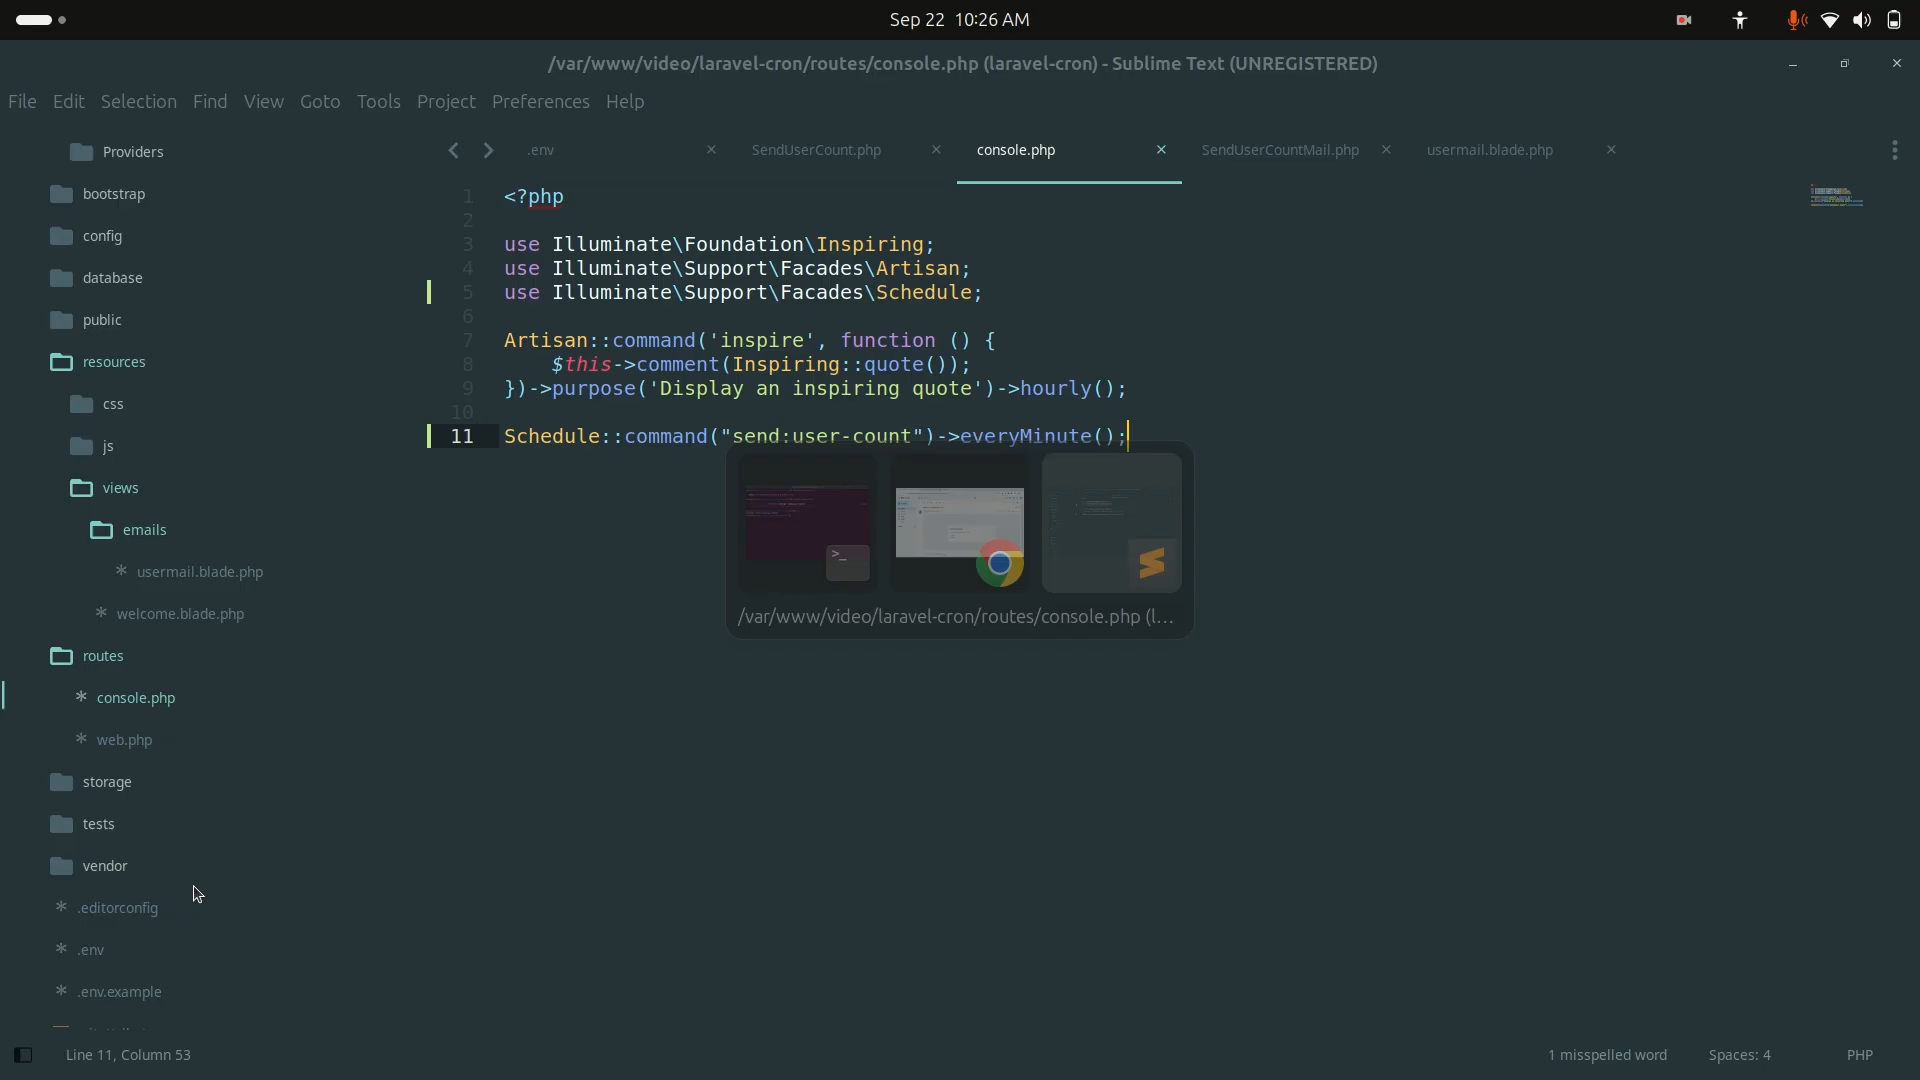 Sep 22 10:26 AM
/var/www/video/laravel-cron/routes/console.php (laravel-cron) - Sublime Text (UNREGISTERED)
File Edit Selection Find View Goto Tools Project Preferences Help
Providers
bootstrap
config
database
public
resources
css
js
views
emails
usermail.blade.php
welcome.blade.php
routes
console.php
web.php
storage
tests
vendor
.editorconfig
.env
.env.example
.env SendUserCount.php console.php SendUserCountMail.php usermail.blade.php
1 <?php
2
3 use Illuminate\Foundation\Inspiring;
4 use Illuminate\Support\Facades\Artisan;
5 use Illuminate\Support\Facades\Schedule;
6
7 Artisan::command('inspire', function () {
8     $this->comment(Inspiring::quote());
9 })->purpose('Display an inspiring quote')->hourly();
10
11 Schedule::command("send:user-count")->everyMinute();
/var/www/video/laravel-cron/routes/console.php (l...
Line 11, Column 53
1 misspelled word
Spaces: 4
PHP